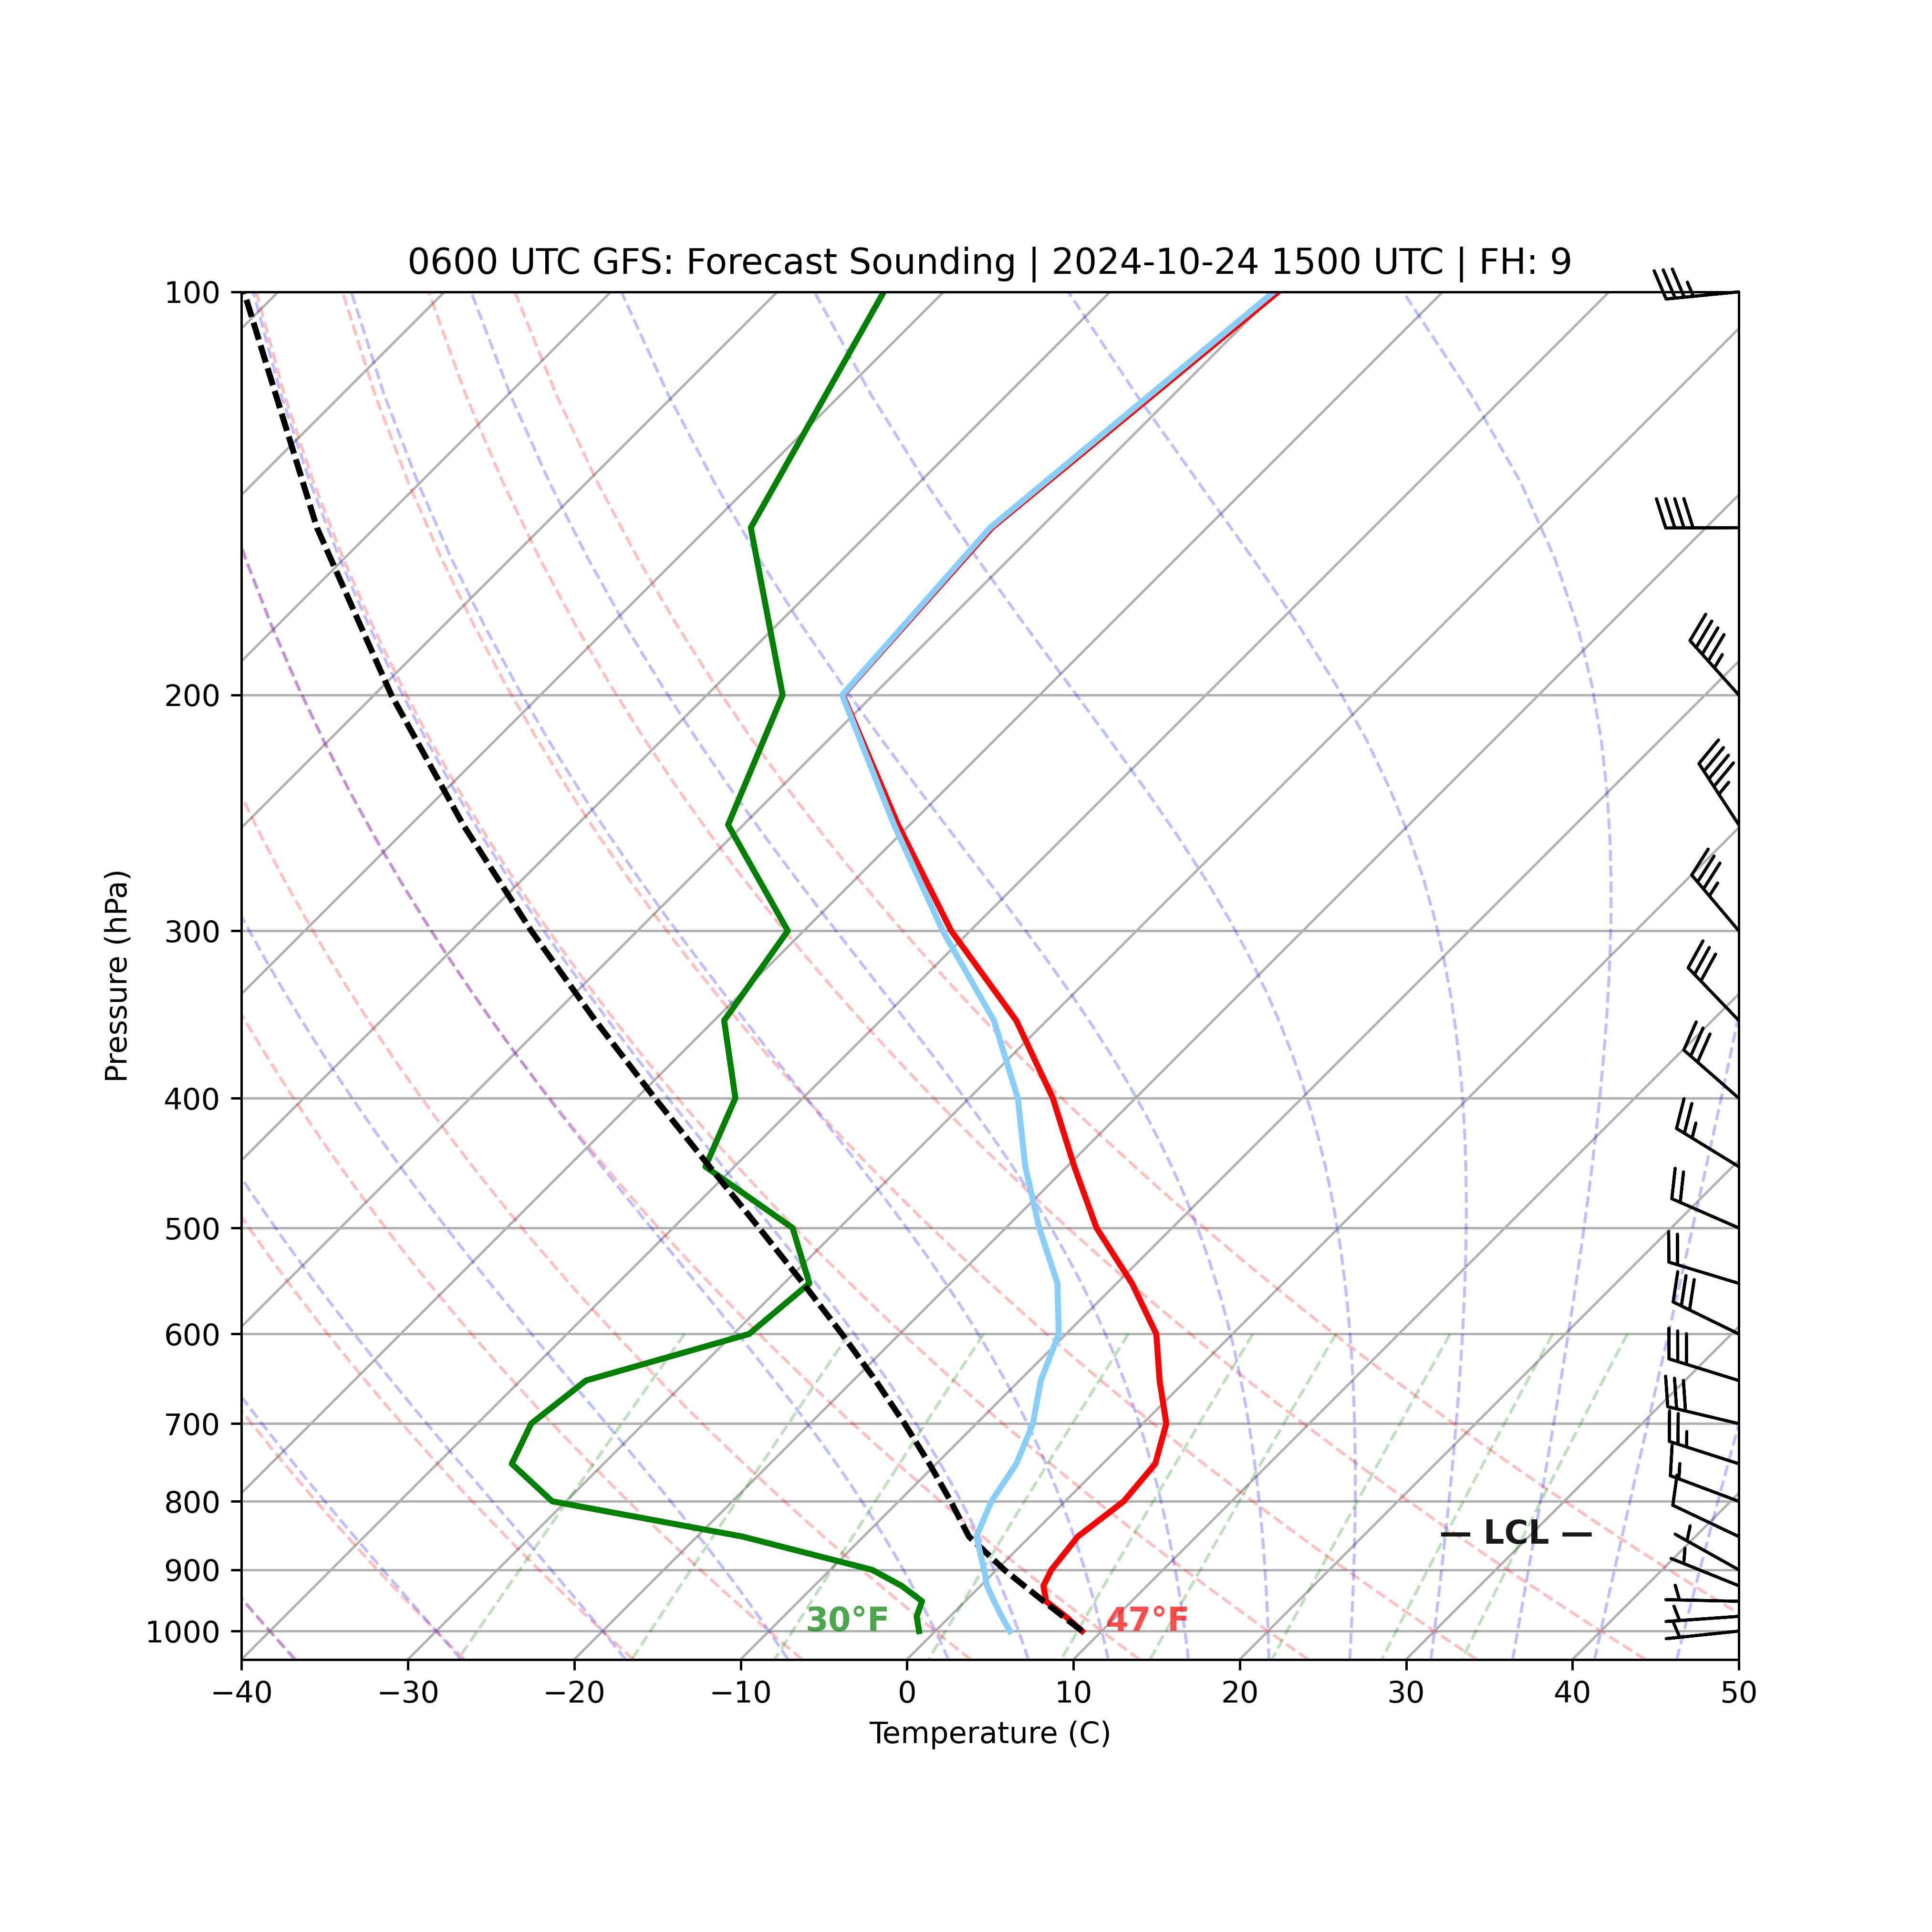 0600 UTC GFS: Forecast Sounding | 2024-10-24 1500 UTC | FH: 9
100
200
300
400
500
600
700
800
900
1000
Pressure (hPa)
— LCL —
30°F
47°F
−40 −30 −20 −10 0 10 20 30 40 50
Temperature (C)